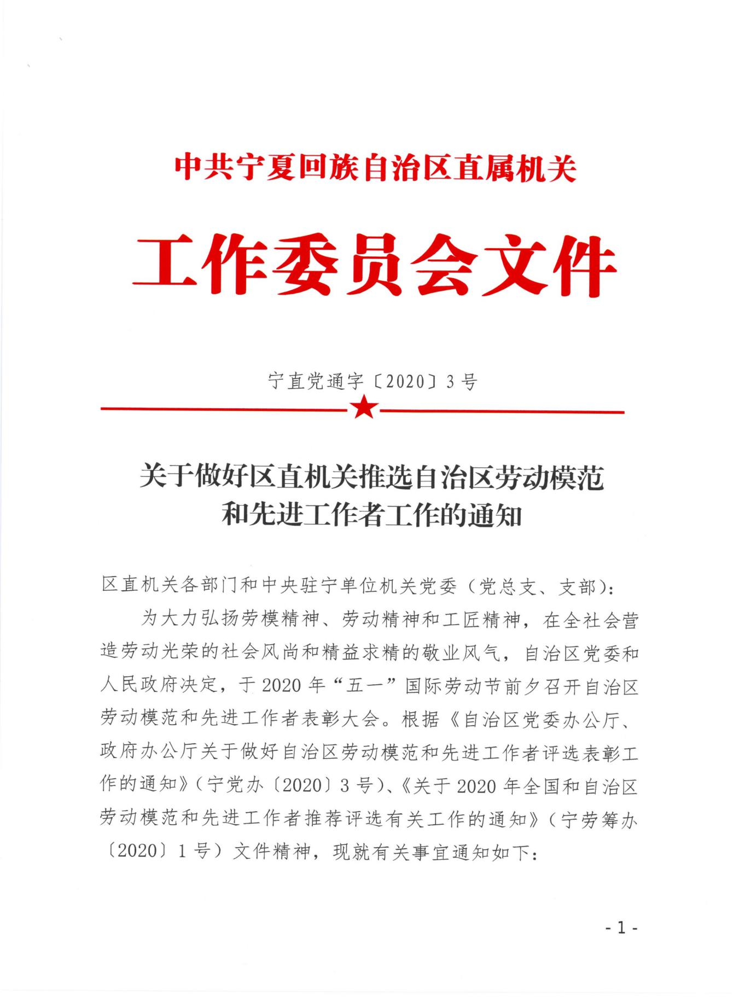 中共宁夏回族自治区直属机关
工作委员会文件
宁直党通字〔2020〕3号
关于做好区直机关推选自治区劳动模范
和先进工作者工作的通知
区直机关各部门和中央驻宁单位机关党委（党总支、支部）：
为大力弘扬劳模精神、劳动精神和工匠精神，在全社会营
造劳动光荣的社会风尚和精益求精的敬业风气，自治区党委和
人民政府决定，于2020年“五一”国际劳动节前夕召开自治区
劳动模范和先进工作者表彰大会。根据《自治区党委办公厅、
政府办公厅关于做好自治区劳动模范和先进工作者评选表彰工
作的通知》（宁党办〔2020〕3号）、《关于2020年全国和自治区
劳动模范和先进工作者推荐评选有关工作的通知》（宁劳筹办
〔2020〕1号）文件精神，现就有关事宜通知如下：
- 1 -